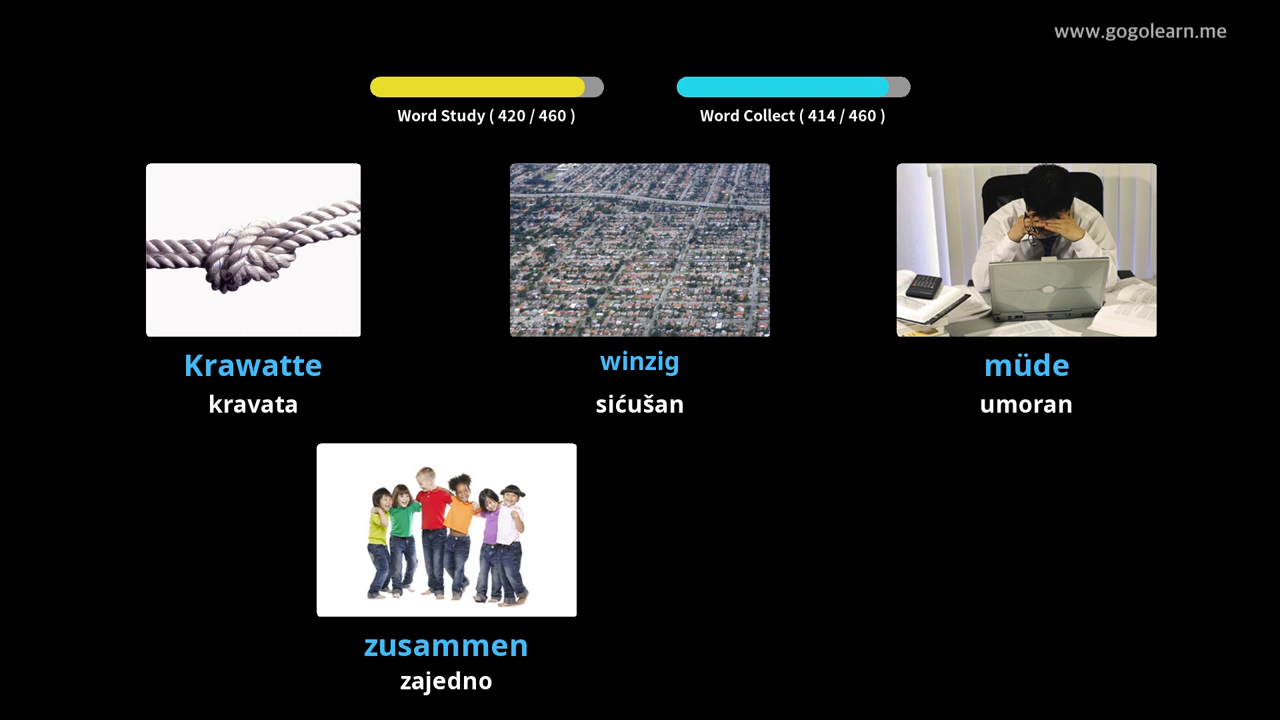 www.gogolearn.me
Word Study ( 420 / 460 )
Word Collect ( 414 / 460 )
Krawatte
kravata
winzig
sićušan
müde
umoran
zusammen
zajedno